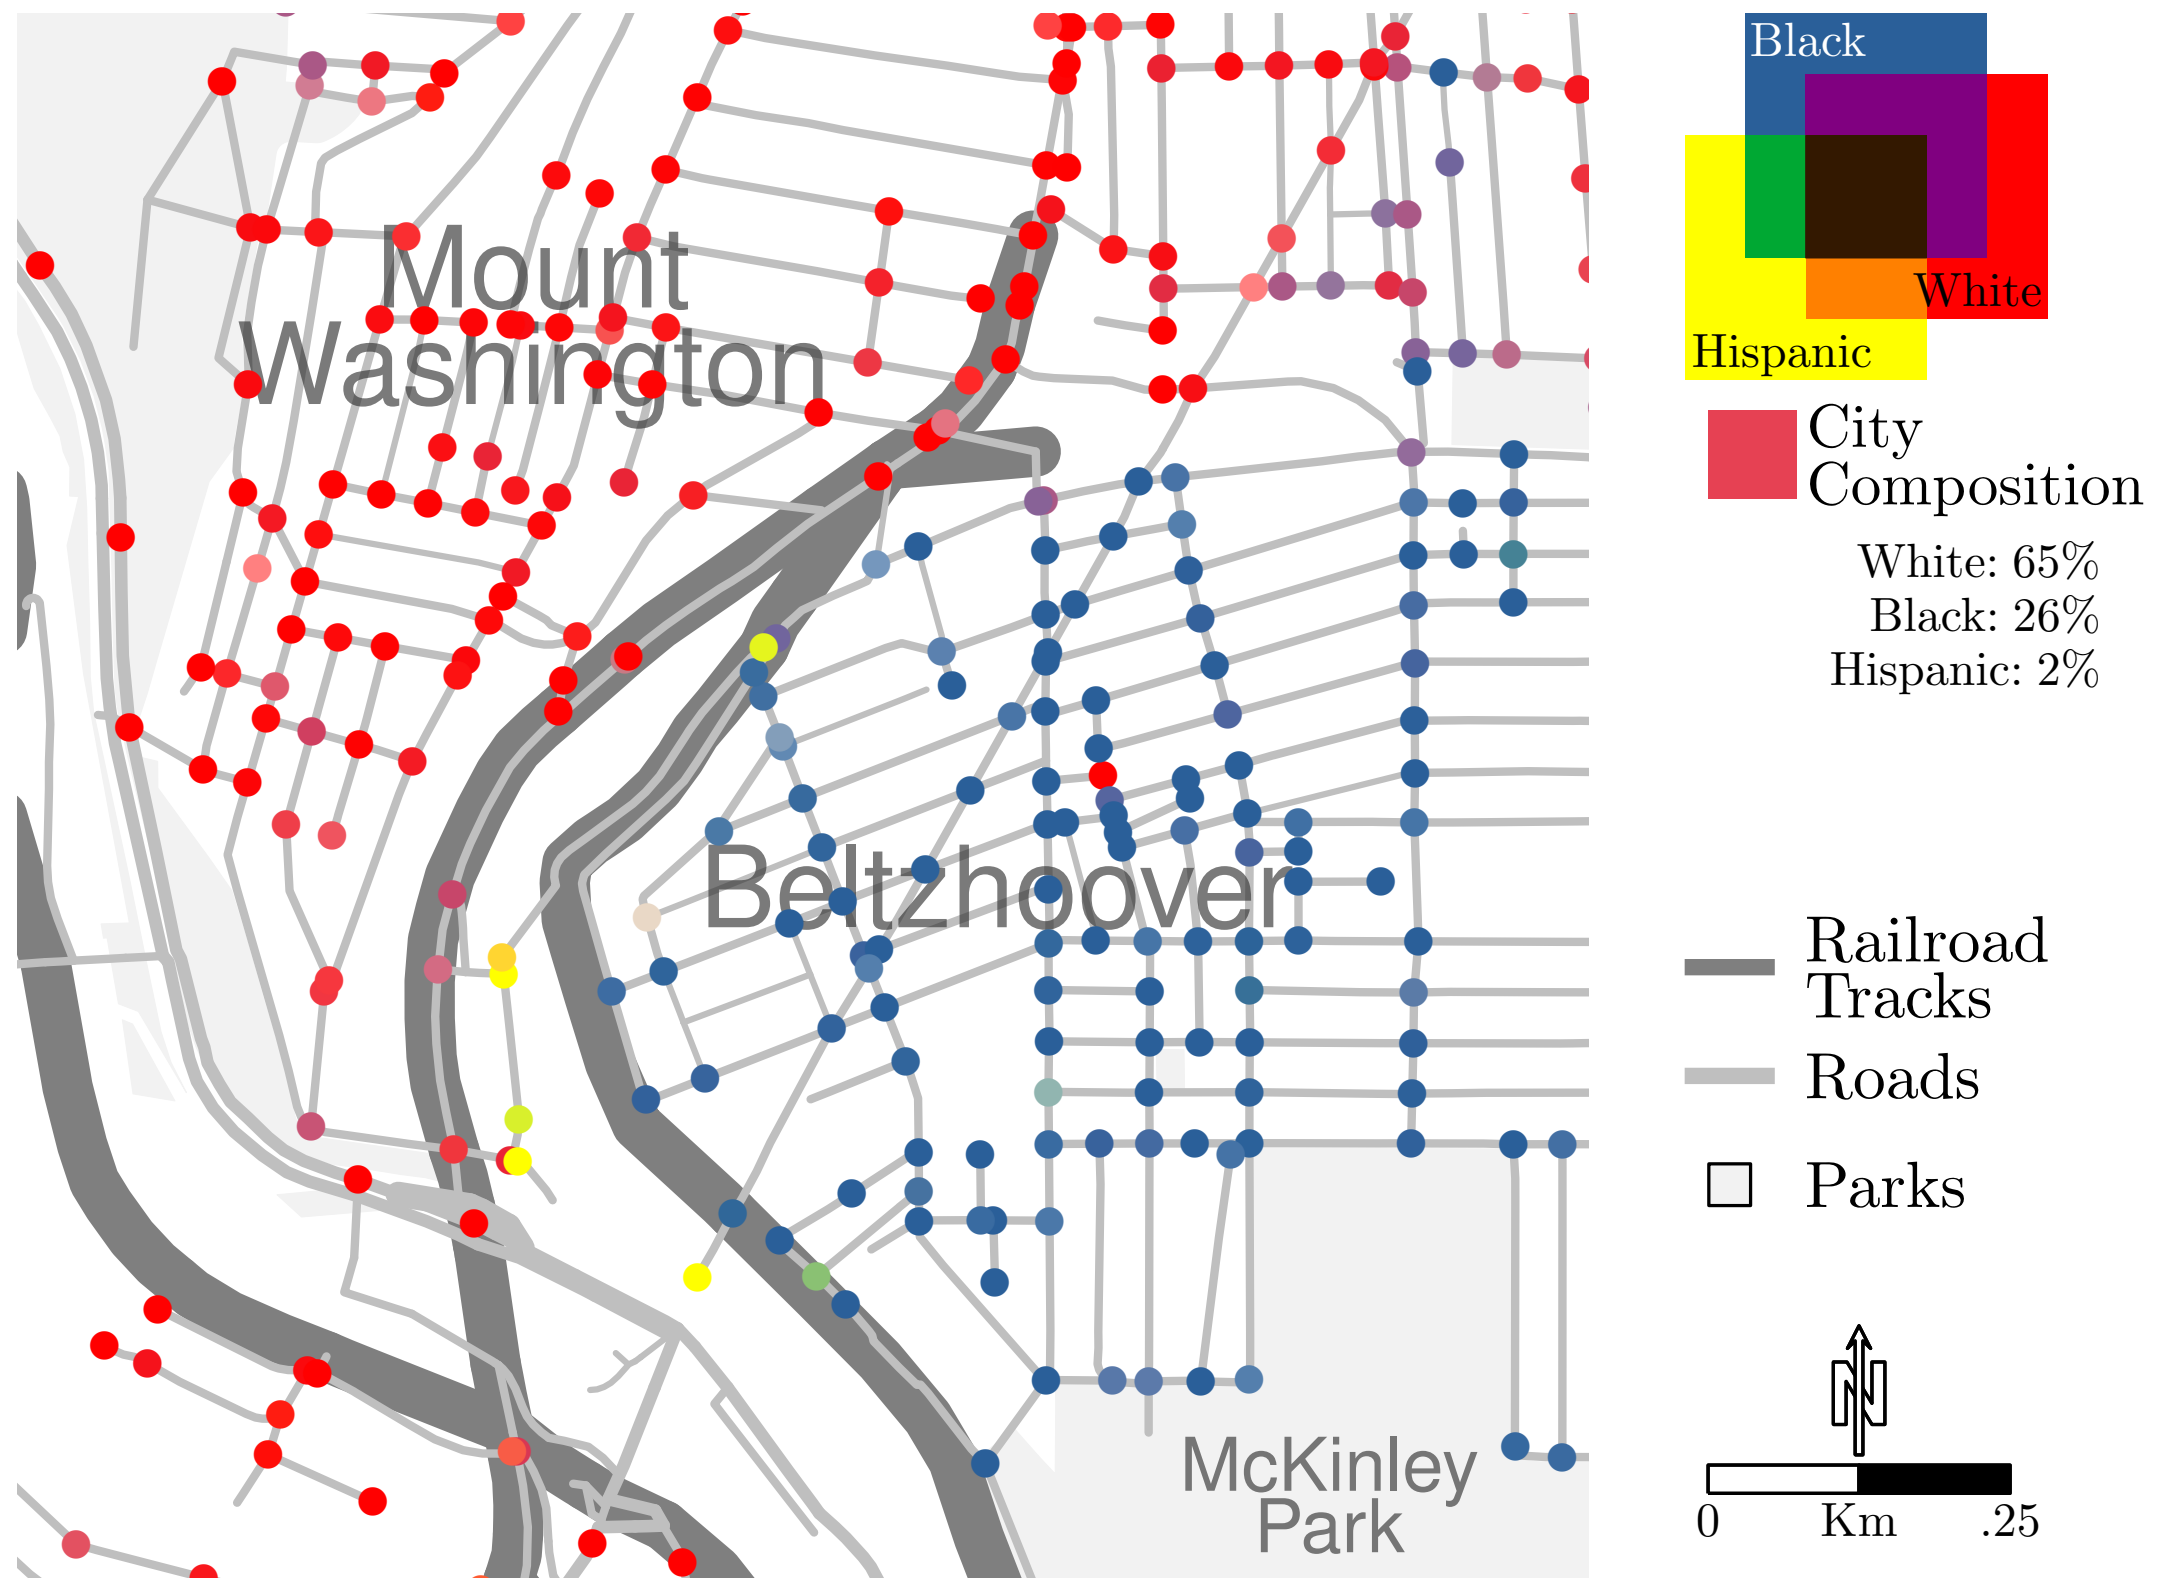 Mount
Washington
Beltzhoover
McKinley
Park
Black
White
Hispanic
City
Composition
White: 65%
Black: 26%
Hispanic: 2%
Railroad
Tracks
Roads
Parks
N
0 Km .25